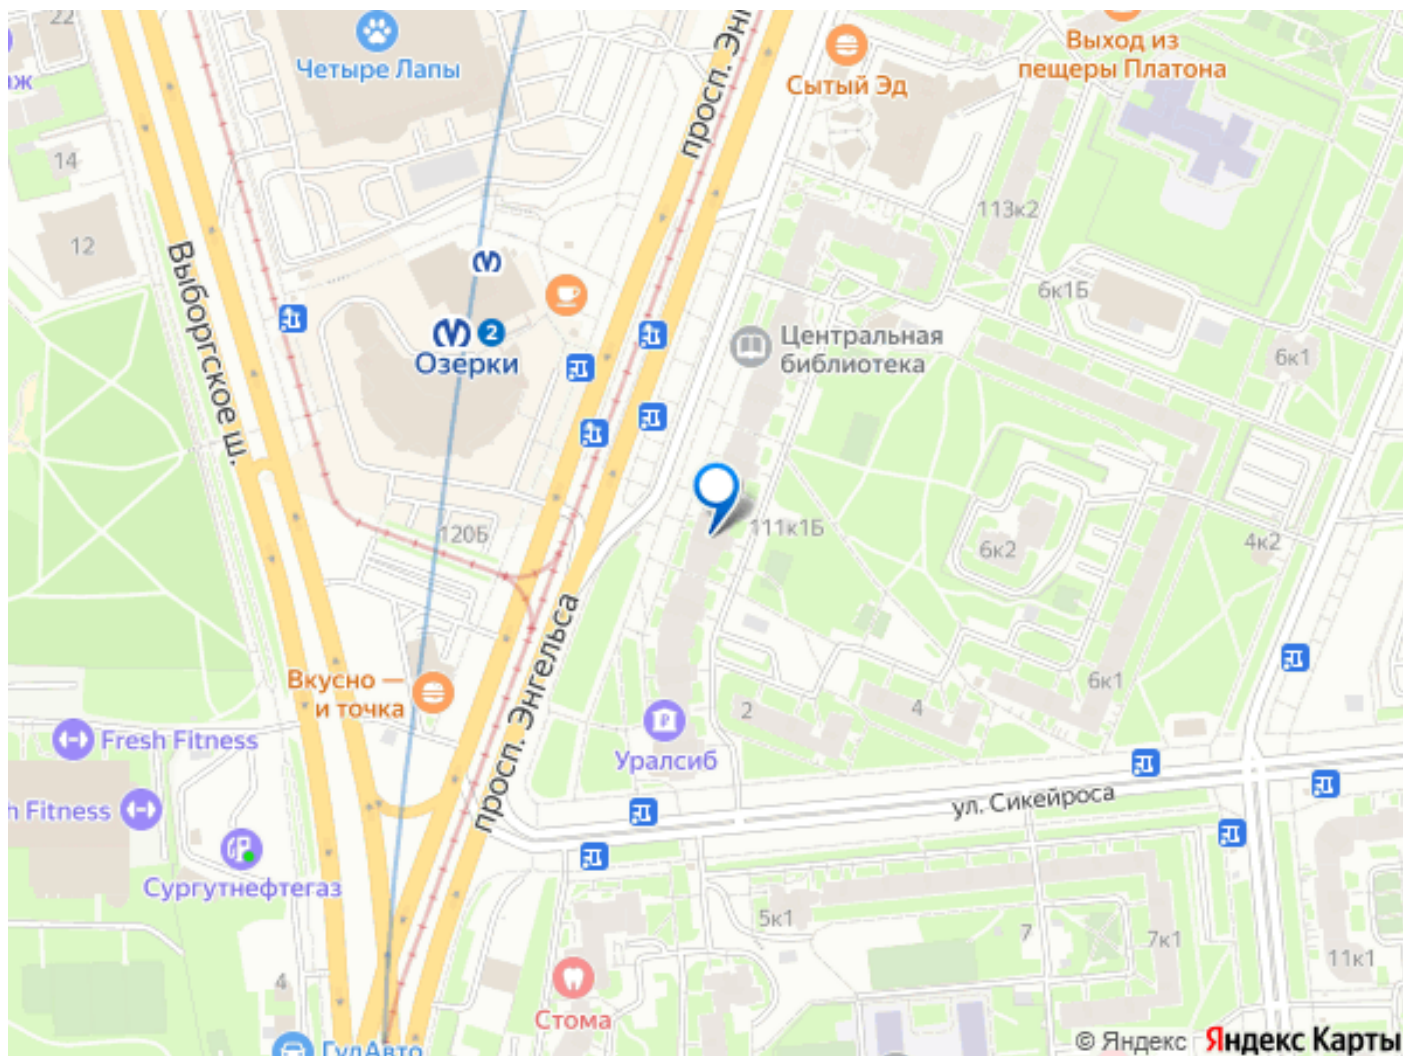 22
Четыре Лапы
просп. Энг
Сытый Эд
Выход из
пещеры Платона
аж
14
12
113к2
Выборгское ш.
2
Озерки
6к1Б
Центральная
библиотека
6к1
120Б
111к1Б
6к2
4к2
просп. Энгельса
Вкусно —
и точка
6к1
2
4
Fresh Fitness
Уралсиб
h Fitness
ул. Сикейроса
Сургутнефтегаз
5к1
7
7к1
11к1
4
Стома
ГудАвто
© Яндекс Яндекс Карты